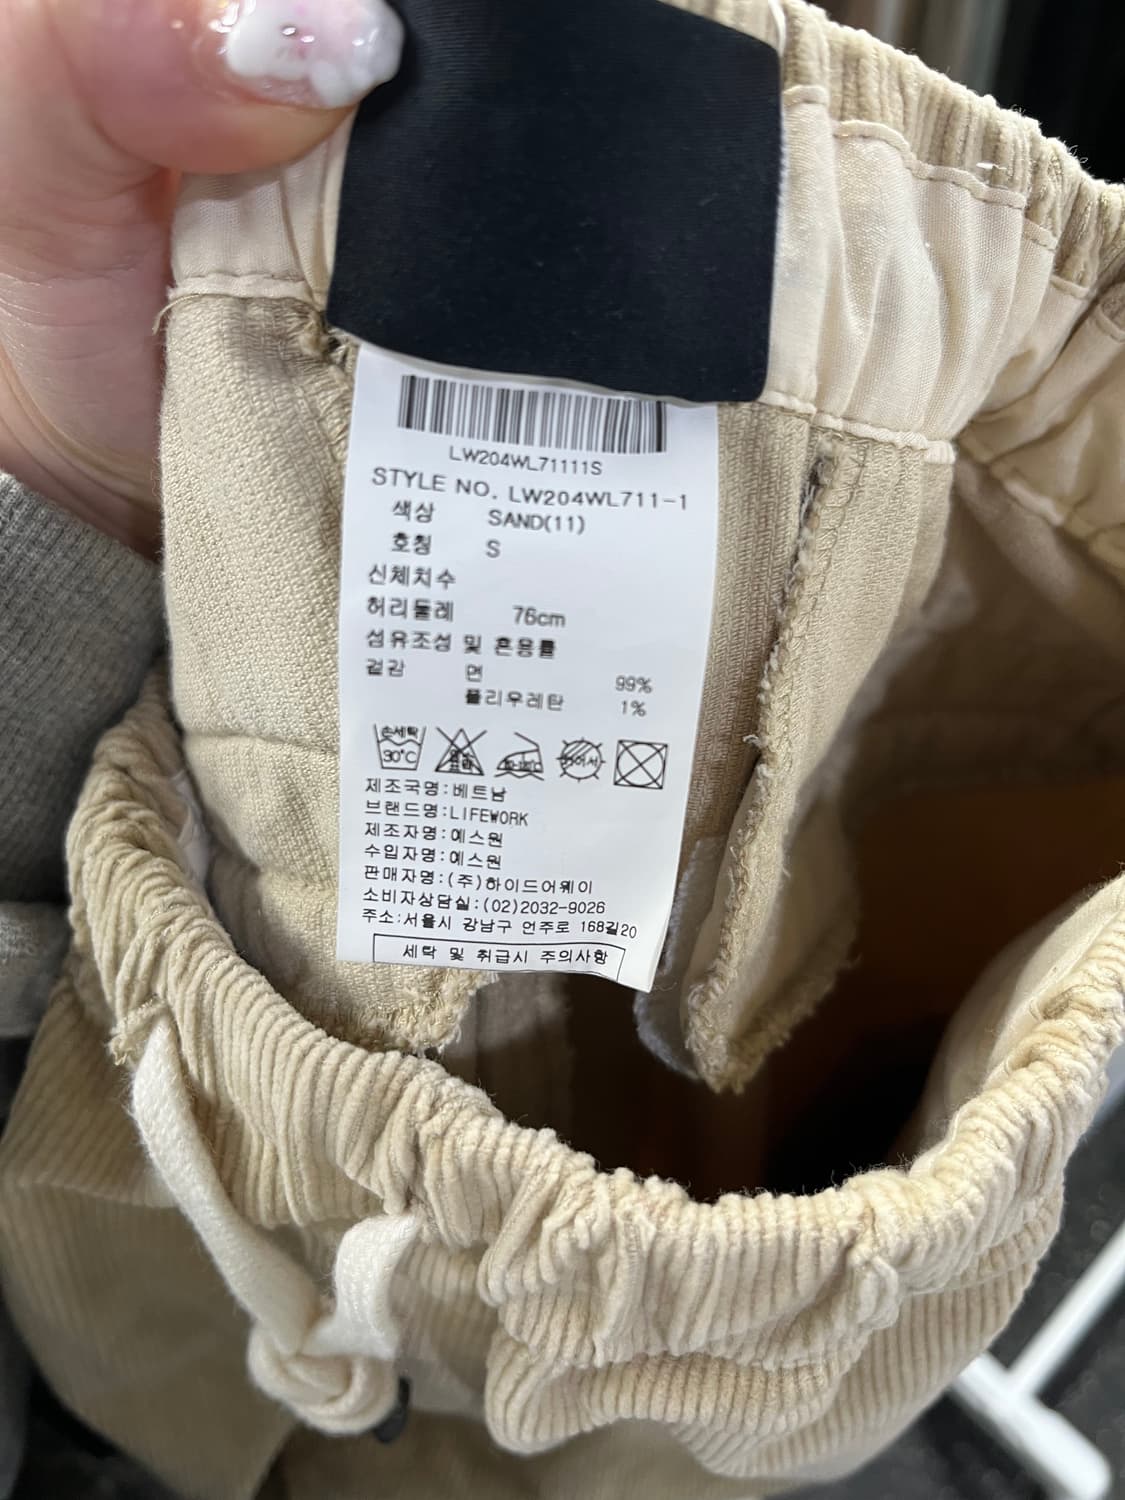 LW204WL71111S
STYLE NO. LW204WL711-1
색상 SAND(11)
호칭 S
신체치수
허리둘레 76cm
섬유조성 및 혼용률
겉감 면 99%
폴리우레탄 1%
손세탁
30°C
제조국명:베트남
브랜드명:LIFEWORK
제조자명:예스원
수입자명:예스원
판매자명:(주)하이드어웨이
소비자상담실:(02)2032-9026
주소:서울시 강남구 언주로 168길20
세탁 및 취급시 주의사항